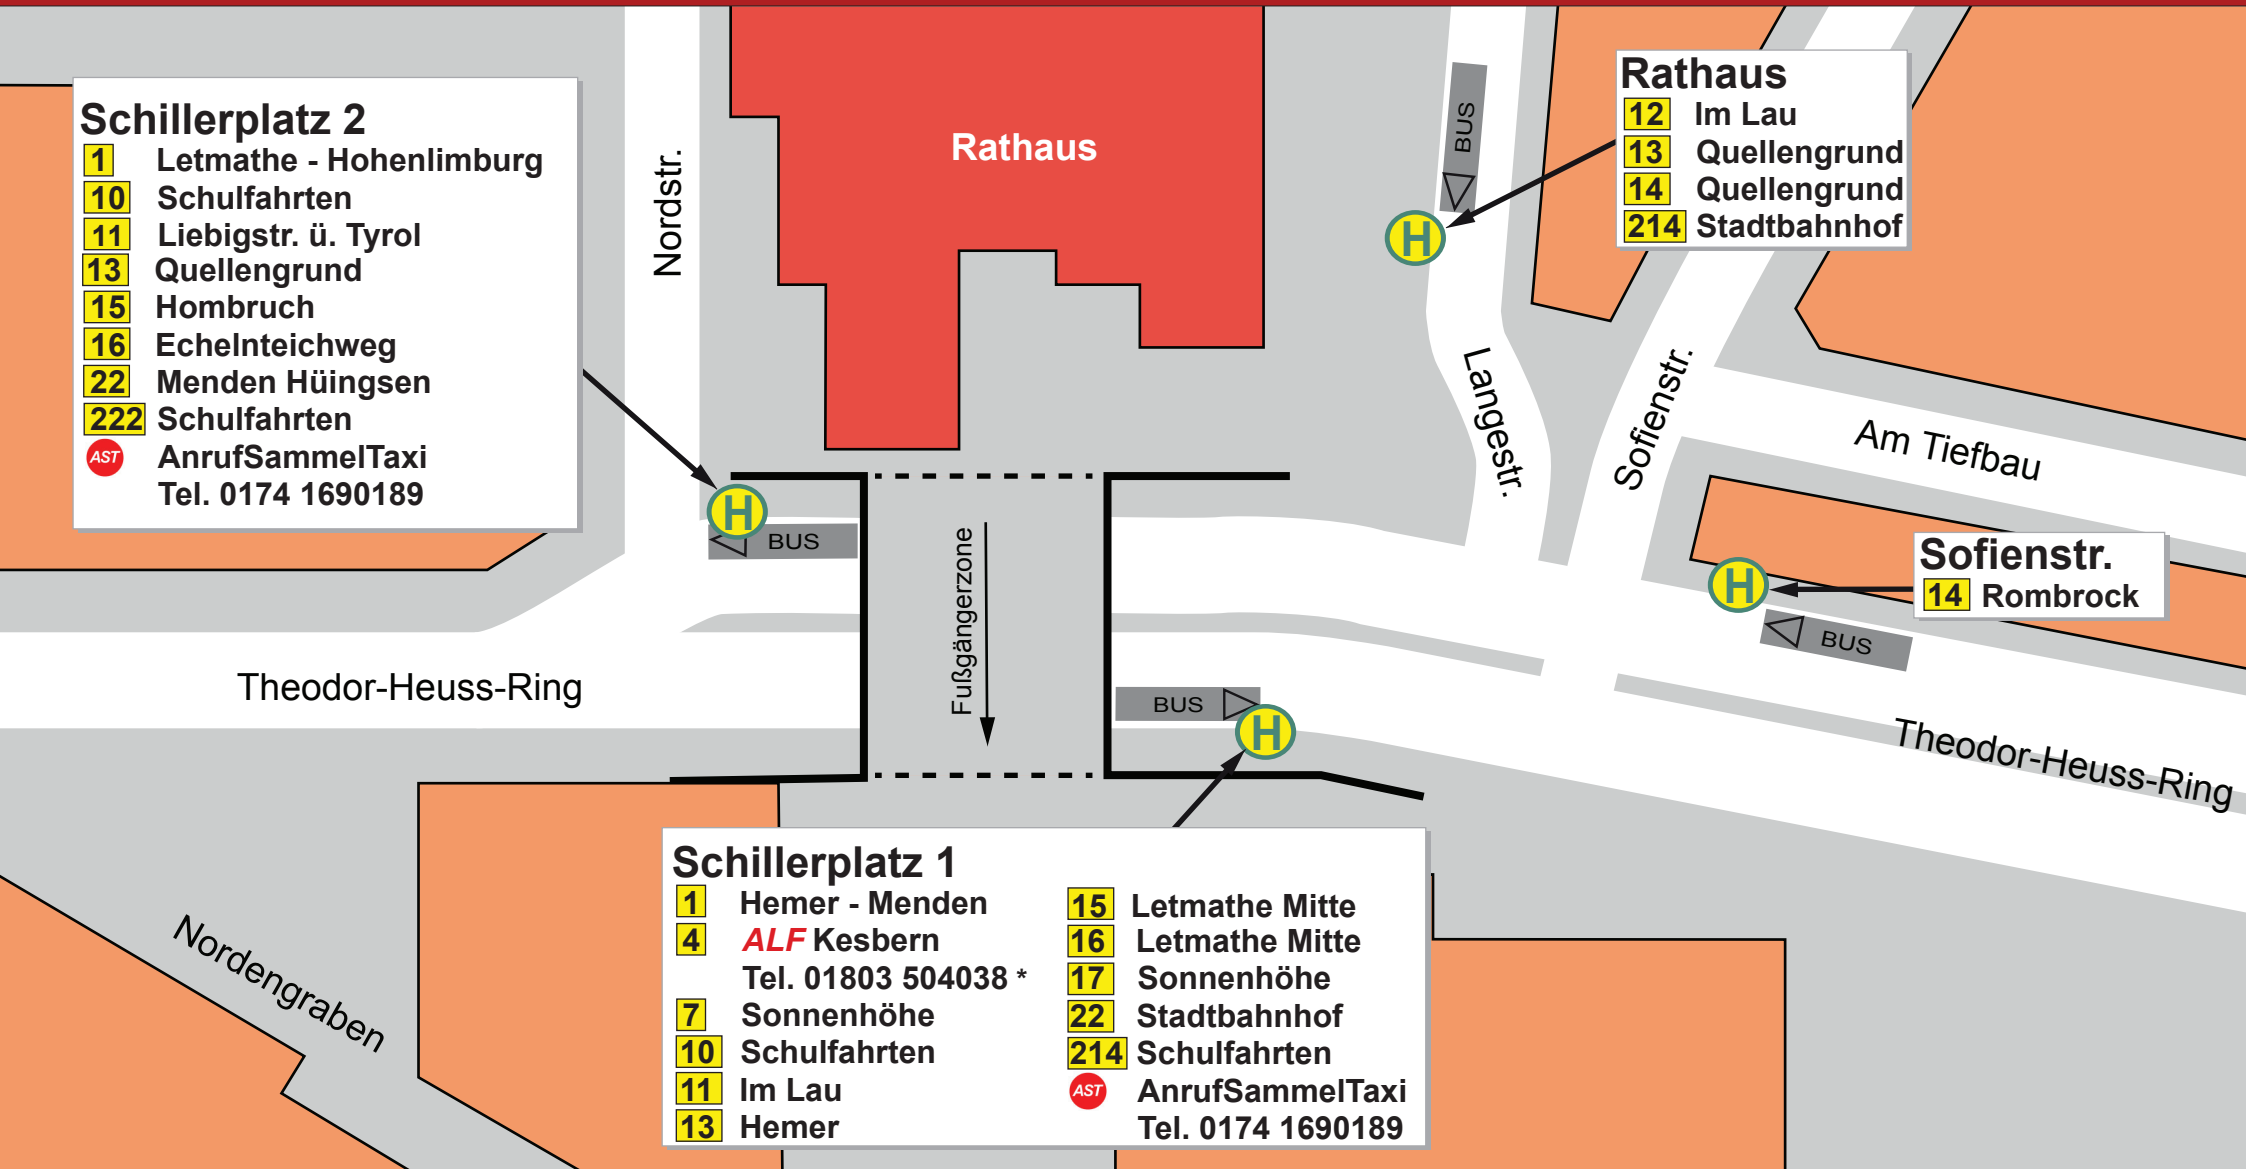 Schillerplatz 2
1 Letmathe - Hohenlimburg
10 Schulfahrten
11 Liebigstr. ü. Tyrol
13 Quellengrund
15 Hombruch
16 Echelnteichweg
22 Menden Hüingsen
222 Schulfahrten
AST AnrufSammelTaxi
Tel. 0174 1690189
Nordstr.
Rathaus
BUS
H
Rathaus
12 Im Lau
13 Quellengrund
14 Quellengrund
214 Stadtbahnhof
Langestr.
Sofienstr.
Am Tiefbau
H
BUS
Fußgängerzone
H
Sofienstr.
14 Rombrock
BUS
Theodor-Heuss-Ring
BUS
H
Theodor-Heuss-Ring
Nordengraben
Schillerplatz 1
1 Hemer - Menden
4 ALF Kesbern
Tel. 01803 504038 *
7 Sonnenhöhe
10 Schulfahrten
11 Im Lau
13 Hemer
15 Letmathe Mitte
16 Letmathe Mitte
17 Sonnenhöhe
22 Stadtbahnhof
214 Schulfahrten
AST AnrufSammelTaxi
Tel. 0174 1690189